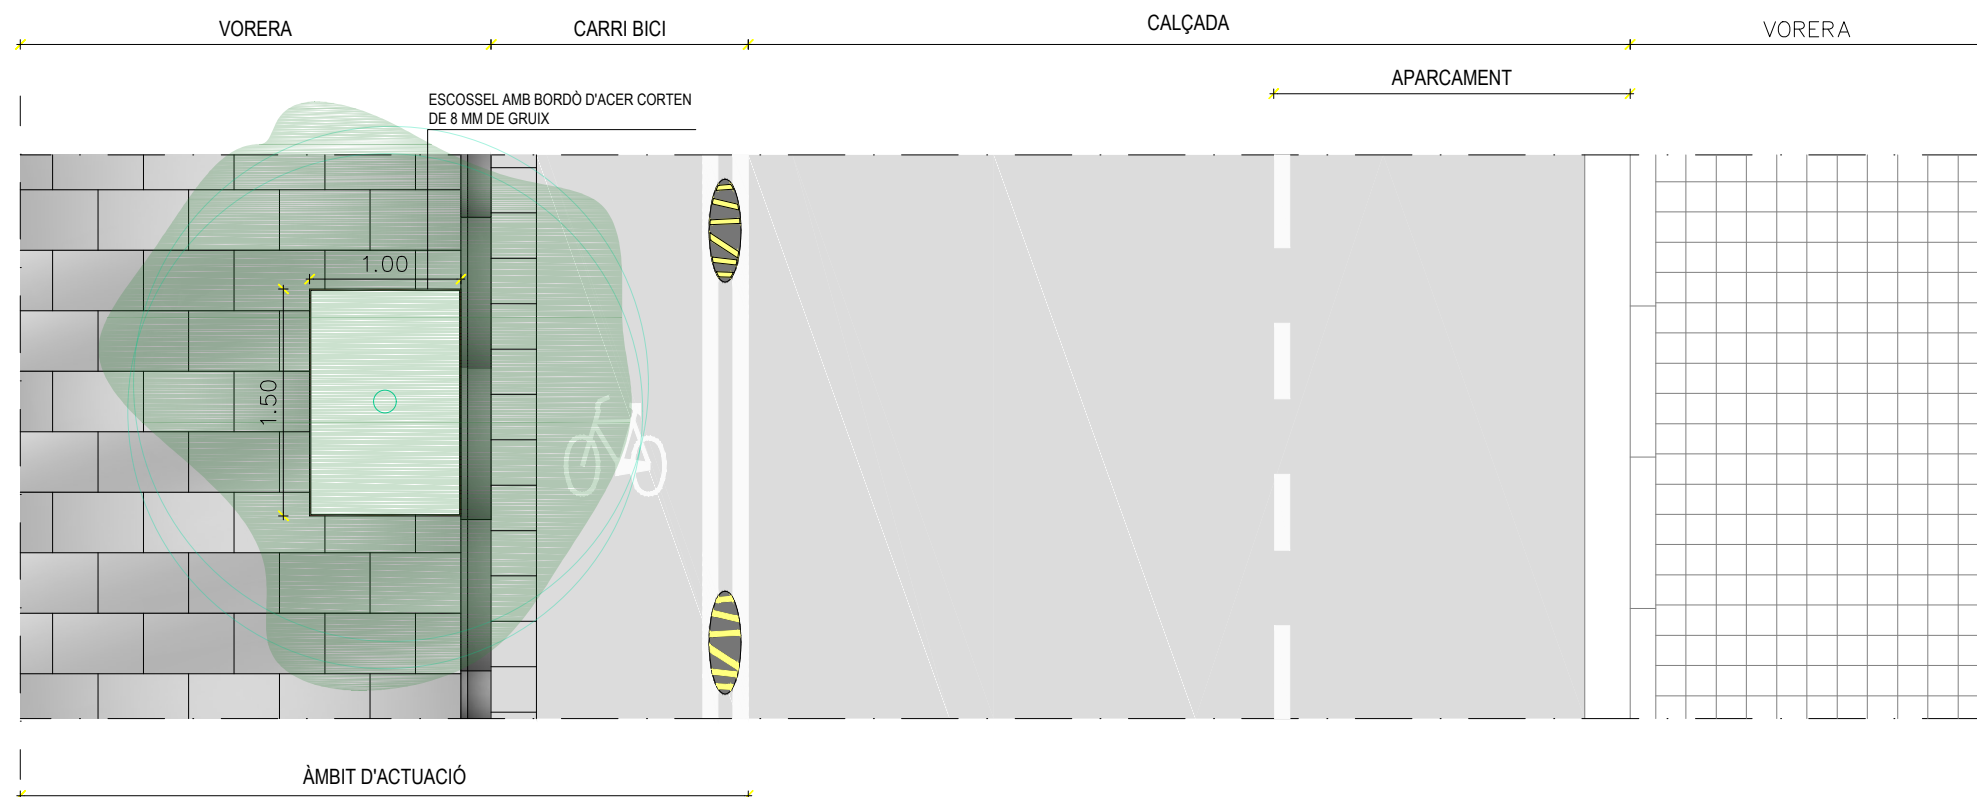 VORERA
CARRI BICI
CALÇADA
VORERA
APARCAMENT
ESCOSSEL AMB BORDÒ D'ACER CORTEN
DE 8 MM DE GRUIX
1.00
1.50
ÀMBIT D'ACTUACIÓ